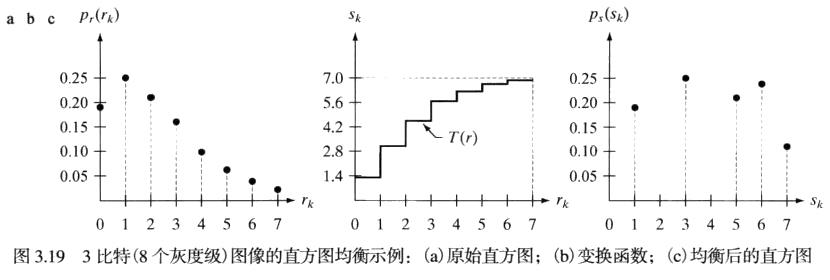 a b c
p_r(r_k)
0.25
0.20
0.15
0.10
0.05
0 1 2 3 4 5 6 7
r_k
s_k
7.0
5.6
4.2
2.8
1.4
T(r)
0 1 2 3 4 5 6 7
r_k
p_s(s_k)
0.25
0.20
0.15
0.10
0.05
0 1 2 3 4 5 6 7
s_k
图 3.19 3 比特(8 个灰度级)图像的直方图均衡示例：(a)原始直方图；(b)变换函数；(c)均衡后的直方图